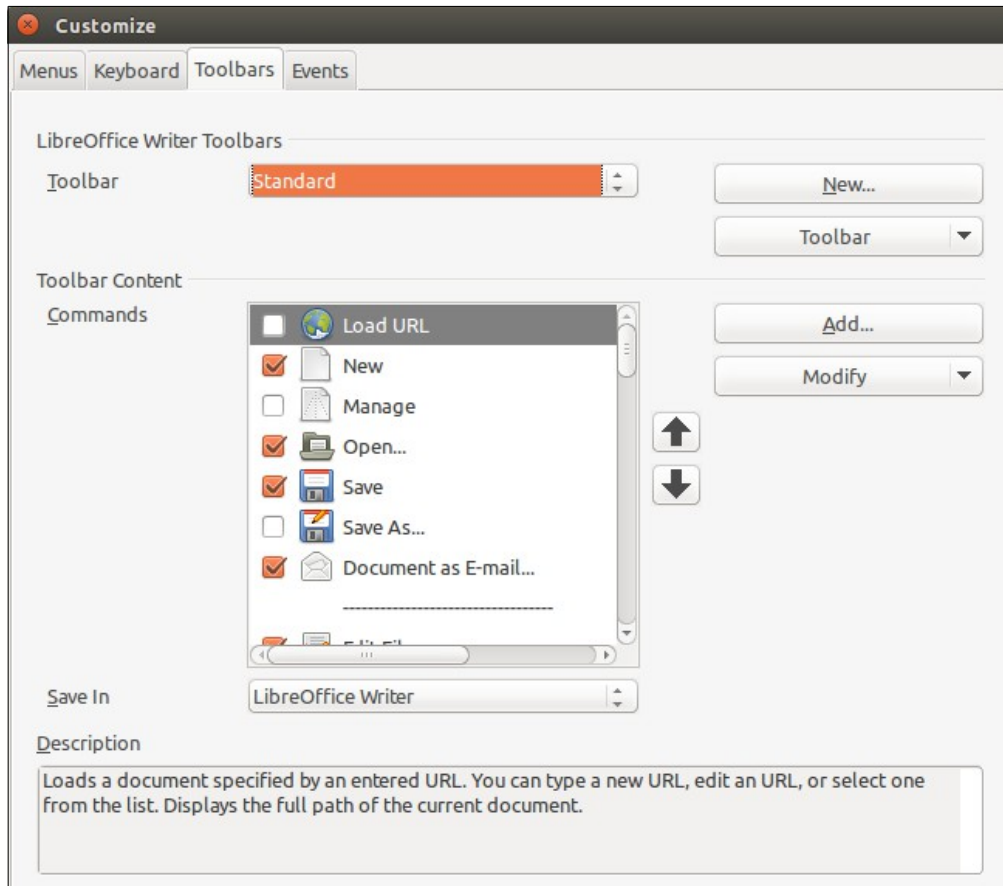 Customize
Menus Keyboard Toolbars Events
LibreOffice Writer Toolbars
Toolbar Standard New...
Toolbar
Toolbar Content
Commands Load URL Add...
New
Modify
Manage
Open...
Save
Save As...
Document as E-mail...
----------------------------------
Save In LibreOffice Writer
Description
Loads a document specified by an entered URL. You can type a new URL, edit an URL, or select one
from the list. Displays the full path of the current document.